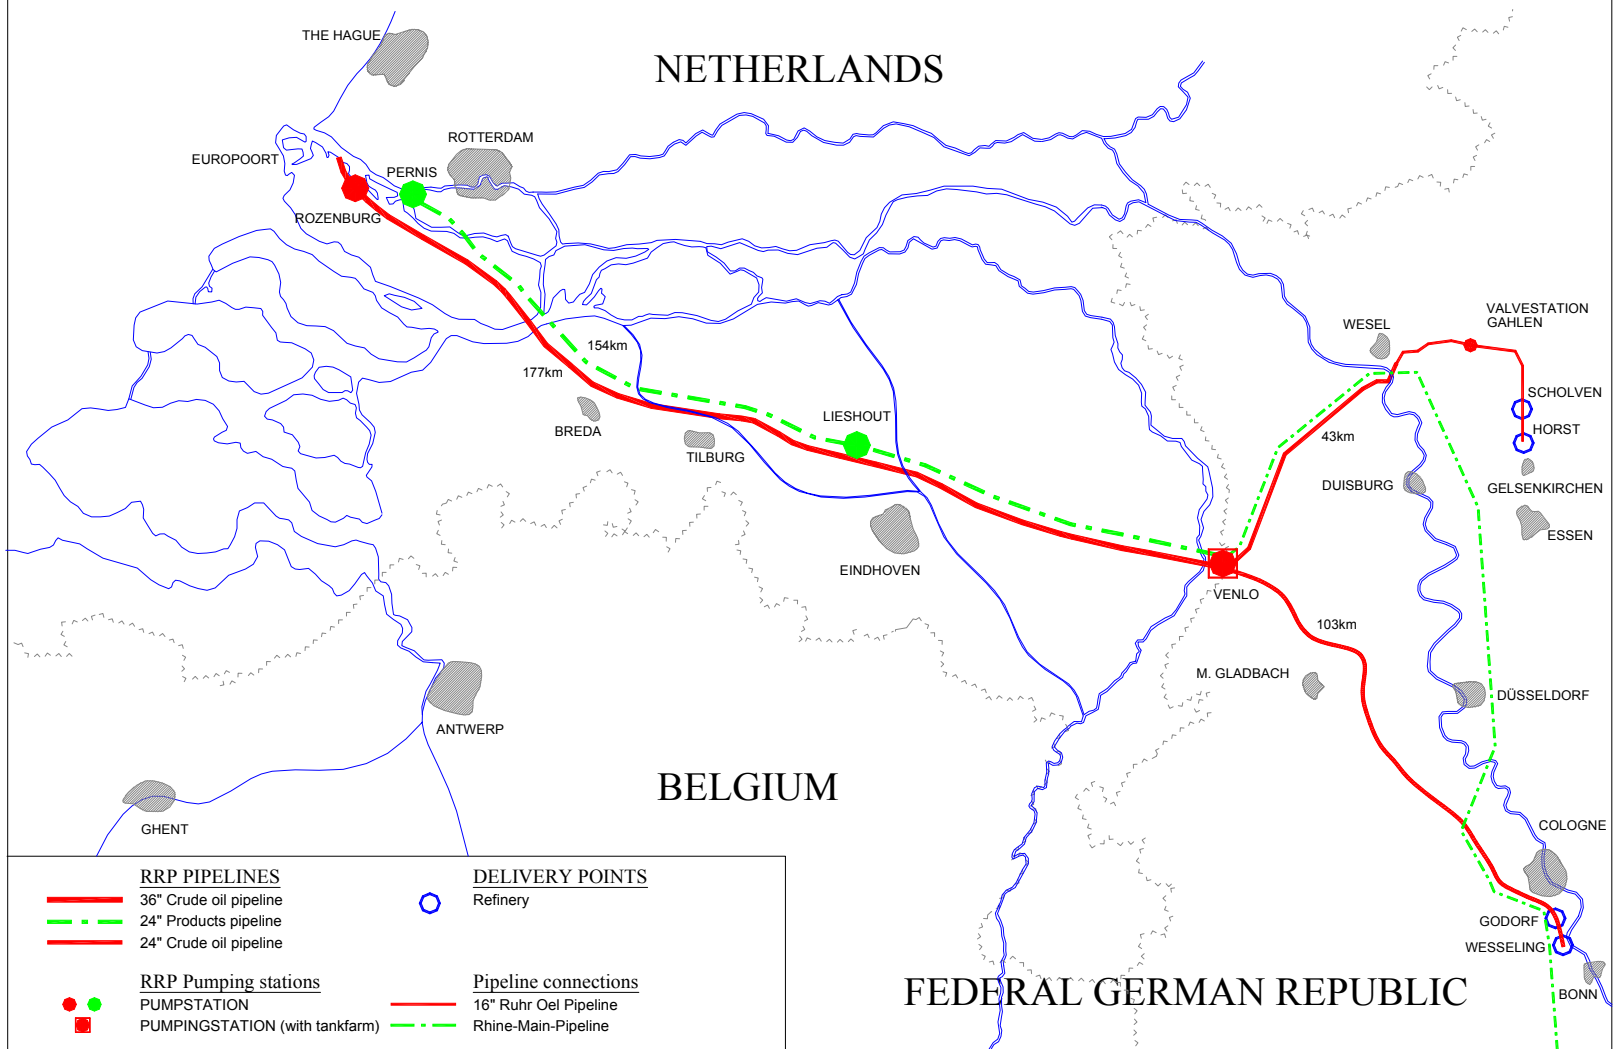 THE HAGUE
NETHERLANDS
ROTTERDAM
EUROPOORT
PERNIS
ROZENBURG
VALVESTATION
GAHLEN
WESEL
154km
177km
SCHOLVEN
LIESHOUT
HORST
BREDA
43km
TILBURG
DUISBURG
GELSENKIRCHEN
ESSEN
EINDHOVEN
VENLO
103km
M. GLADBACH
DÜSSELDORF
ANTWERP
BELGIUM
GHENT
COLOGNE
GODORF
WESSELING
BONN
FEDERAL GERMAN REPUBLIC
RRP PIPELINES
36" Crude oil pipeline
24" Products pipeline
24" Crude oil pipeline
DELIVERY POINTS
Refinery
RRP Pumping stations
PUMPSTATION
PUMPINGSTATION (with tankfarm)
Pipeline connections
16" Ruhr Oel Pipeline
Rhine-Main-Pipeline